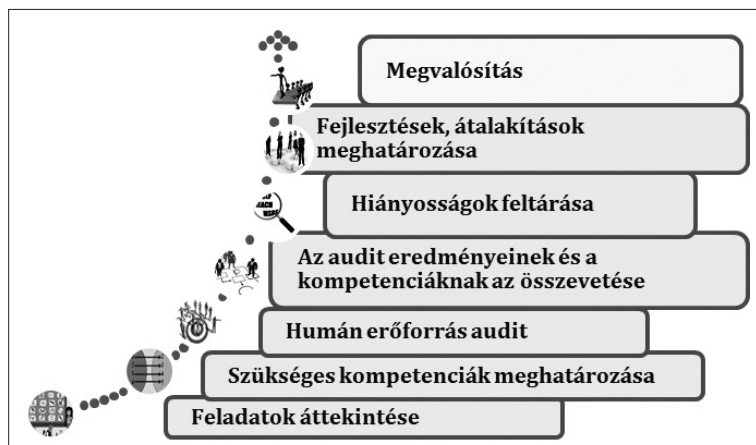 Megvalósítás
Fejlesztések, átalakítások
meghatározása
Hiányosságok feltárása
Az audit eredményeinek és a
kompetenciáknak az összevetése
Humán erőforrás audit
Szükséges kompetenciák meghatározása
Feladatok áttekintése